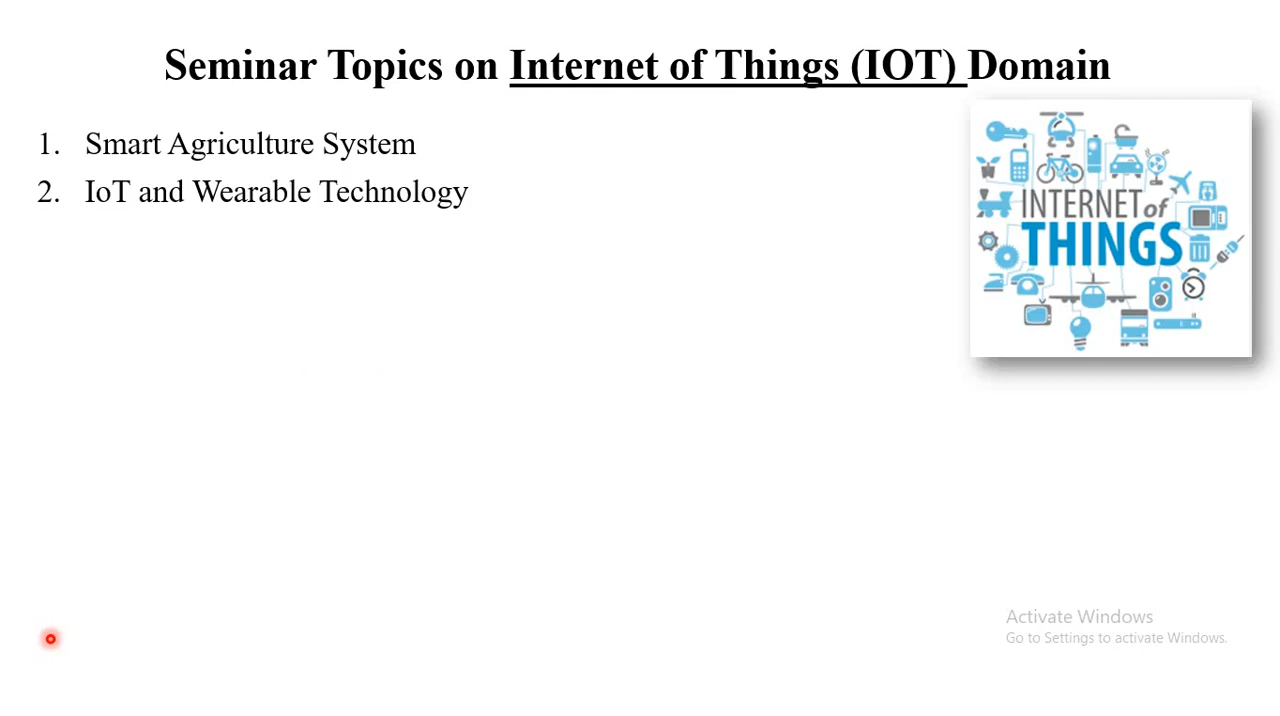 Seminar Topics on Internet of Things (IOT) Domain
1. Smart Agriculture System
2. IoT and Wearable Technology
INTERNET of
THINGS
Activate Windows
Go to Settings to activate Windows.